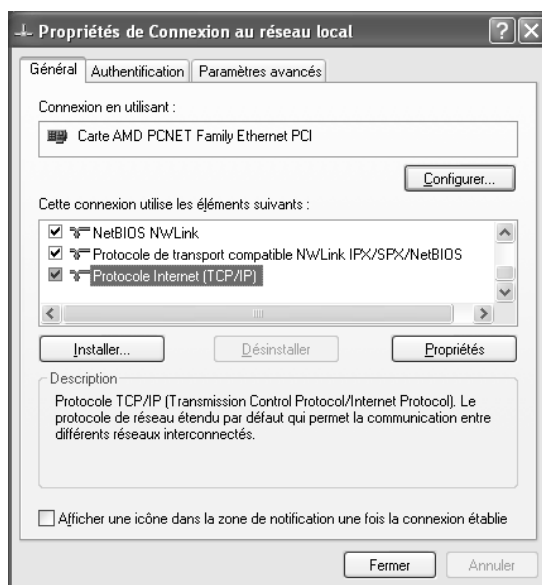 Propriétés de Connexion au réseau local
Général Authentification Paramètres avancés
Connexion en utilisant :
Carte AMD PCNET Family Ethernet PCI
Configurer...
Cette connexion utilise les éléments suivants :
NetBIOS NWLink
Protocole de transport compatible NWLink IPX/SPX/NetBIOS
Protocole Internet (TCP/IP)
Installer... Désinstaller Propriétés
Description
Protocole TCP/IP (Transmission Control Protocol/Internet Protocol). Le
protocole de réseau étendu par défaut qui permet la communication entre
différents réseaux interconnectés.
Afficher une icône dans la zone de notification une fois la connexion établie
Fermer Annuler